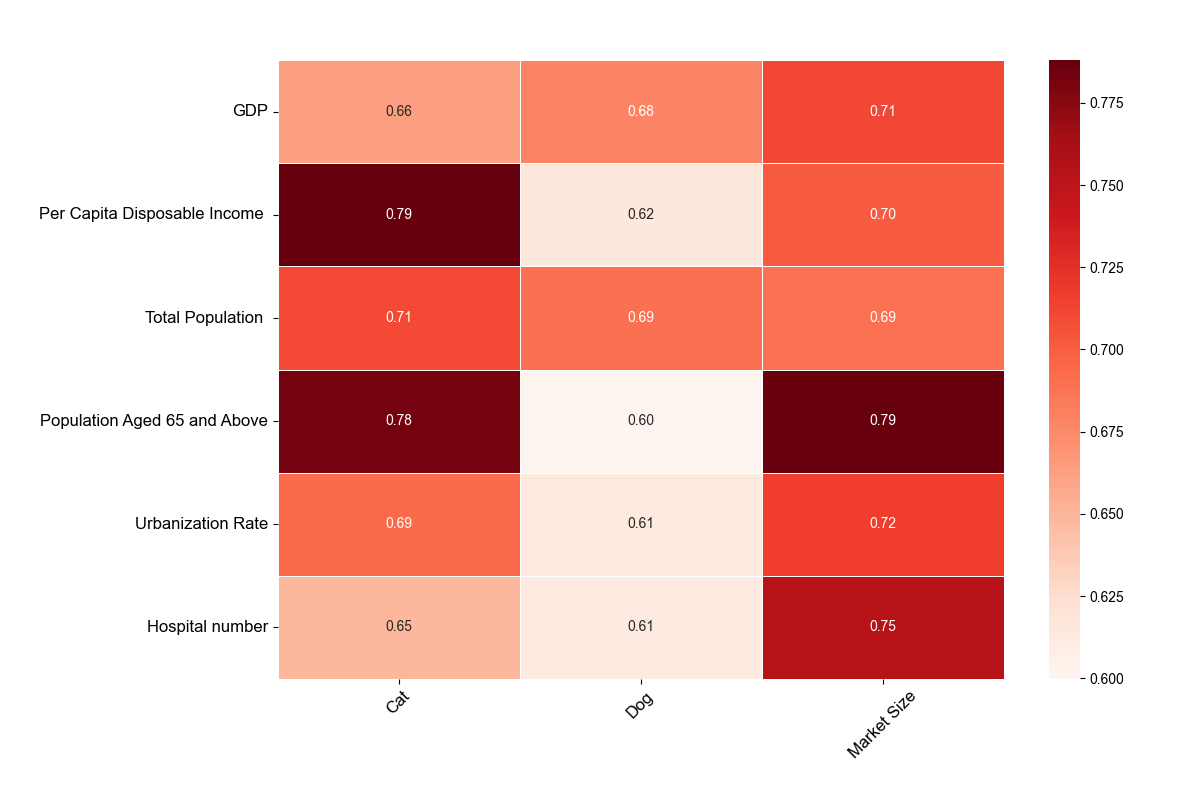 GDP 0.66 0.68 0.71
Per Capita Disposable Income 0.79 0.62 0.70
Total Population 0.71 0.69 0.69
Population Aged 65 and Above 0.78 0.60 0.79
Urbanization Rate 0.69 0.61 0.72
Hospital number 0.65 0.61 0.75
Cat Dog Market Size
0.775
0.750
0.725
0.700
0.675
0.650
0.625
0.600